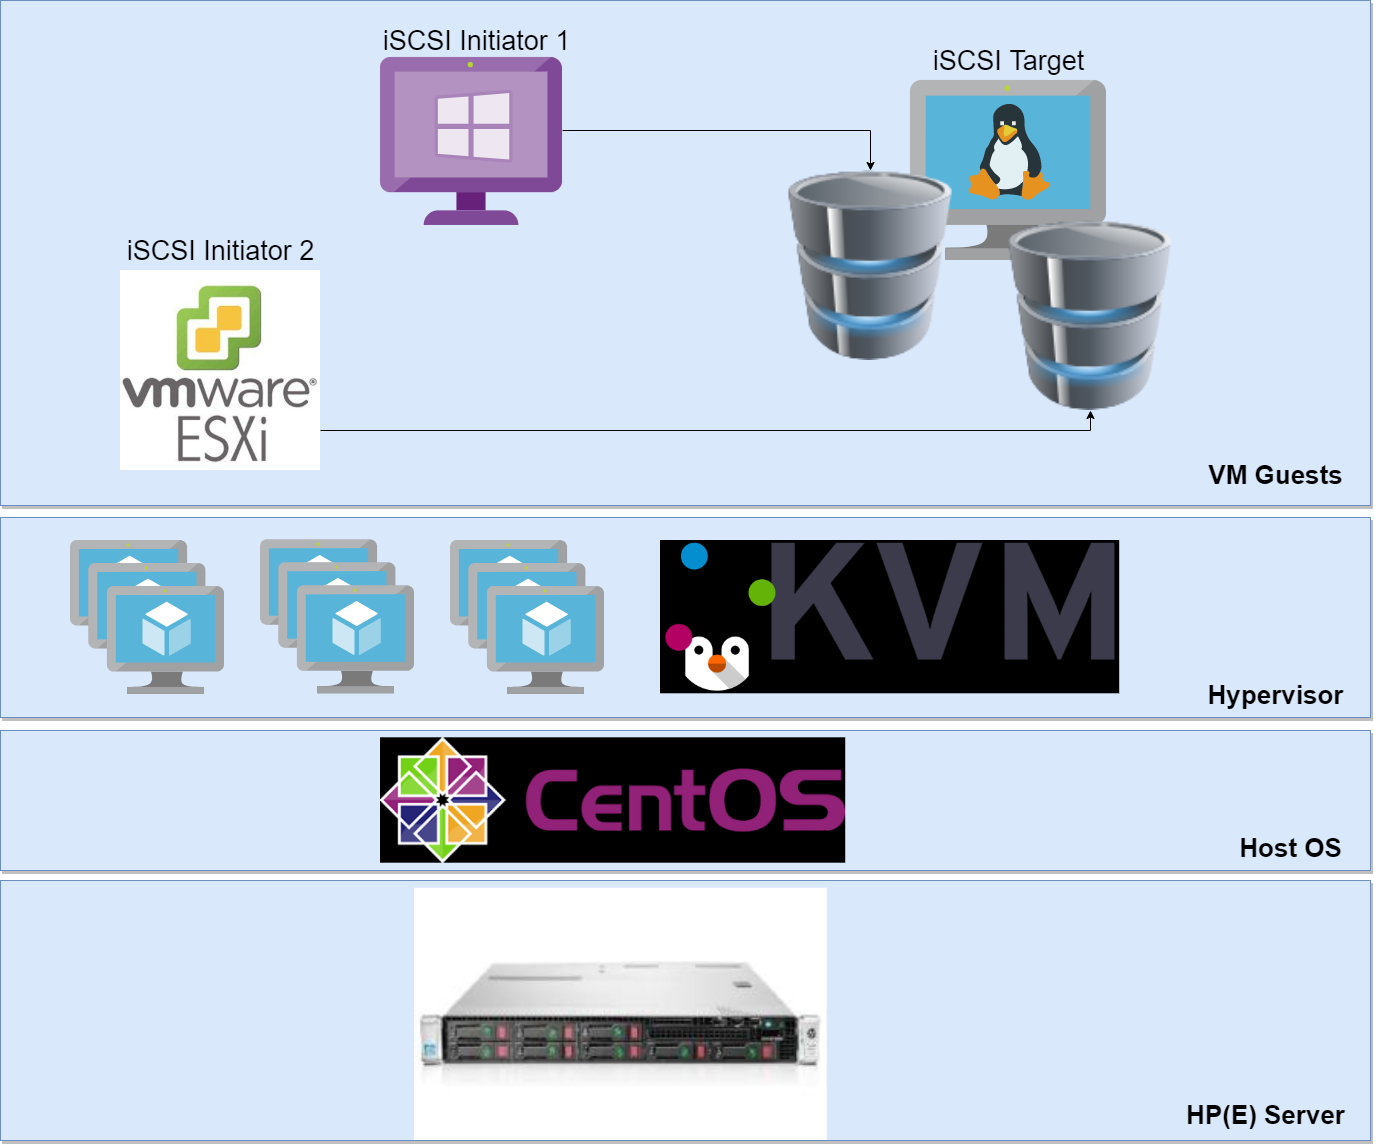 iSCSI Initiator 1
iSCSI Target
iSCSI Initiator 2
vmware®
ESXi
VM Guests
KVM
Hypervisor
CentOS
Host OS
HP(E) Server